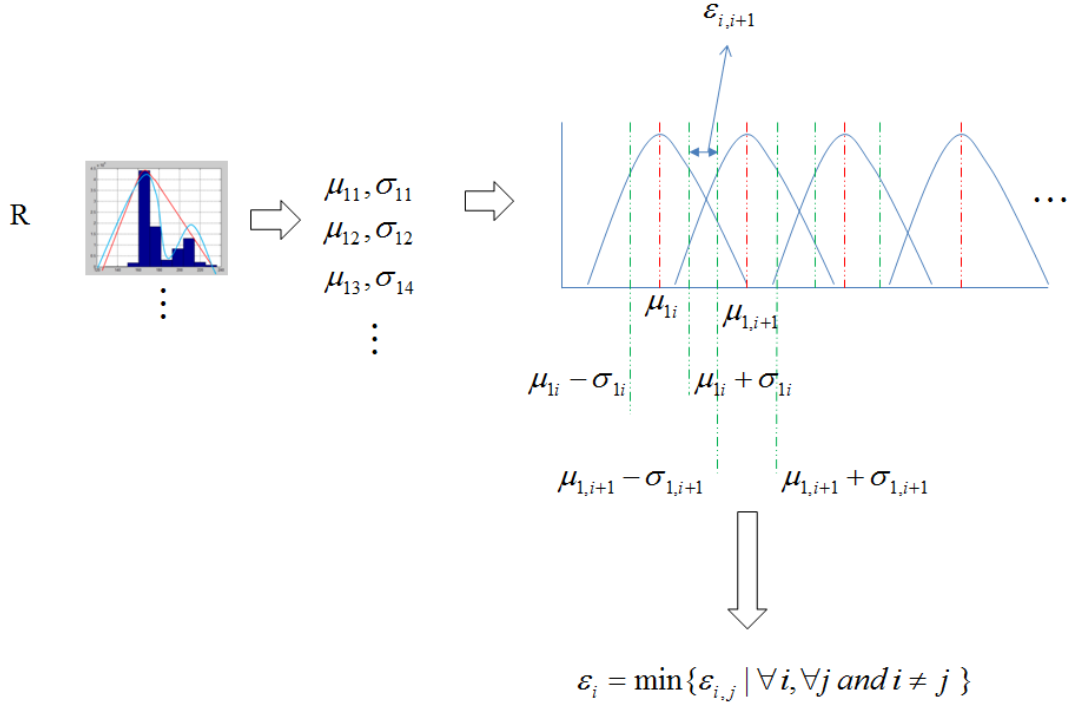 ε_{i,i+1}
R
μ_{11}, σ_{11}
μ_{12}, σ_{12}
μ_{13}, σ_{14}
⋮
⋮
…
μ_{1i}
μ_{1,i+1}
μ_{1i} − σ_{1i}
μ_{1i} + σ_{1i}
μ_{1,i+1} − σ_{1,i+1}
μ_{1,i+1} + σ_{1,i+1}
ε_i = min{ε_{i,j} | ∀i, ∀j and i ≠ j }